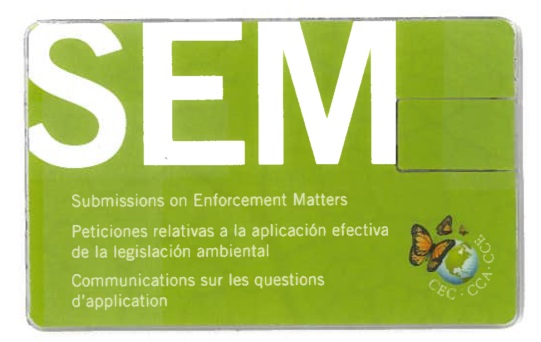 SEM
Submissions on Enforcement Matters
Peticiones relativas a la aplicación efectiva
de la legislación ambiental
Communications sur les questions
d'application
CEC · CCA · CCE